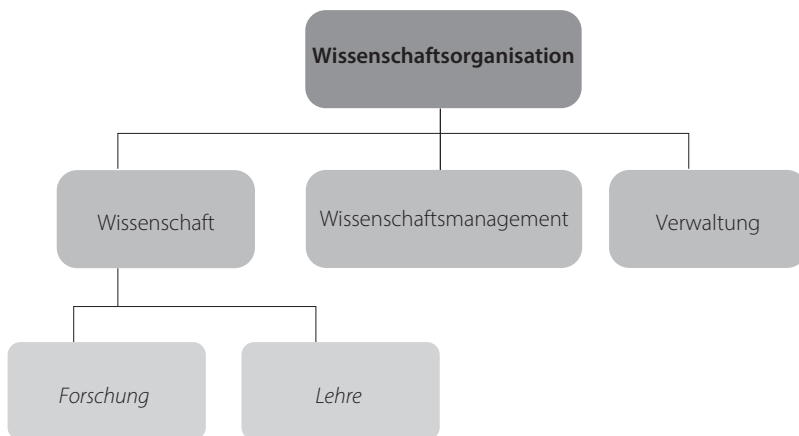 Wissenschaftsorganisation
Wissenschaft
Wissenschaftsmanagement
Verwaltung
Forschung
Lehre